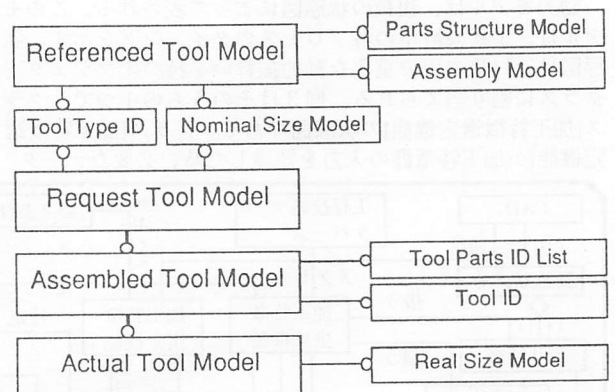 Referenced Tool Model
Parts Structure Model
Assembly Model
Tool Type ID
Nominal Size Model
Request Tool Model
Assembled Tool Model
Tool Parts ID List
Tool ID
Actual Tool Model
Real Size Model